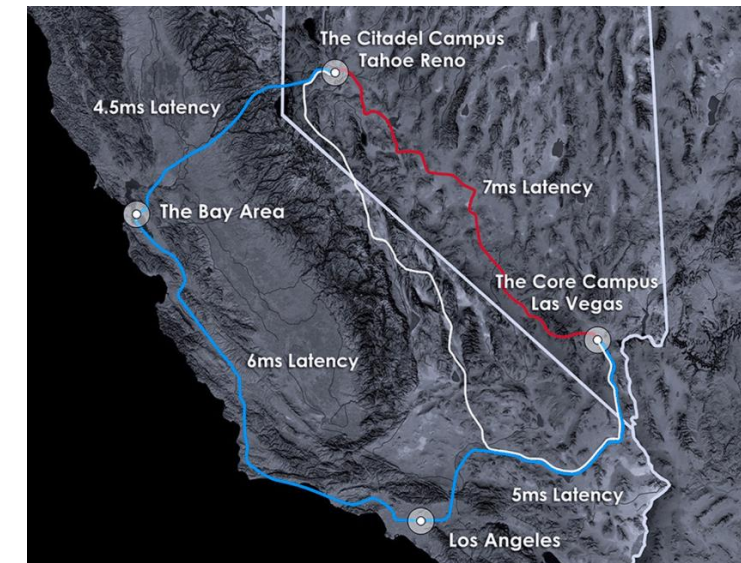 The Citadel Campus
Tahoe Reno
4.5ms Latency
7ms Latency
The Bay Area
The Core Campus
Las Vegas
6ms Latency
5ms Latency
Los Angeles